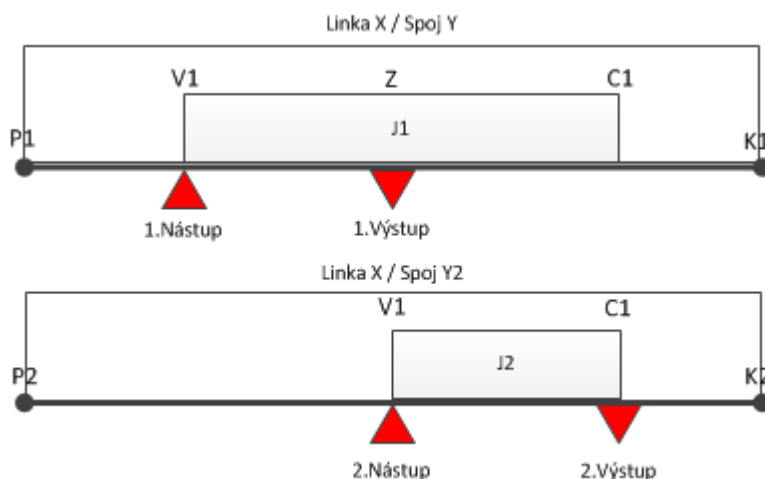 Linka X / Spoj Y
V1 Z C1
J1
P1 K1
1.Nástup 1.Výstup
Linka X / Spoj Y2
V1 C1
J2
P2 K2
2.Nástup 2.Výstup